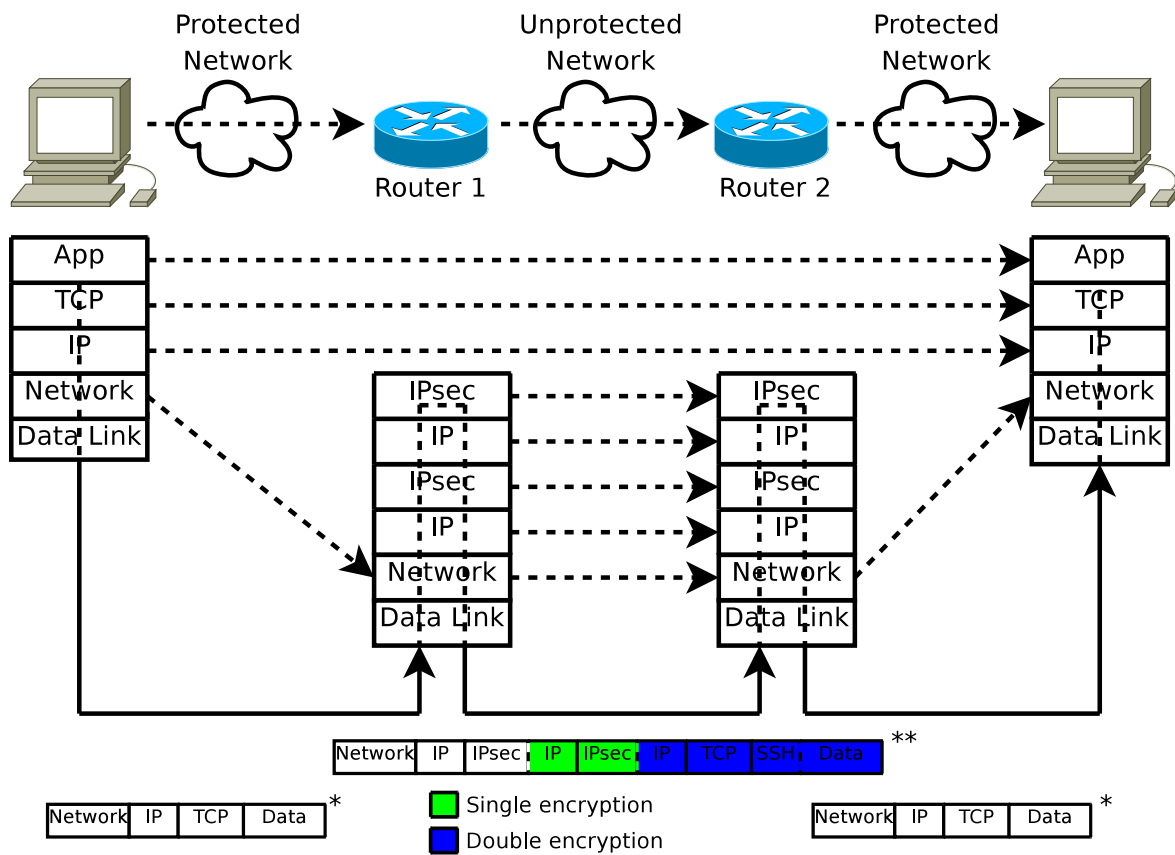 Protected
Network
Unprotected
Network
Protected
Network
Router 1
Router 2
App
TCP
IP
Network
Data Link
IPsec
IP
IPsec
IP
Network
Data Link
IPsec
IP
IPsec
IP
Network
Data Link
App
TCP
IP
Network
Data Link
Network IP IPsec IP IPsec IP TCP SSH Data **
Network IP TCP Data *
Single encryption
Double encryption
Network IP TCP Data *